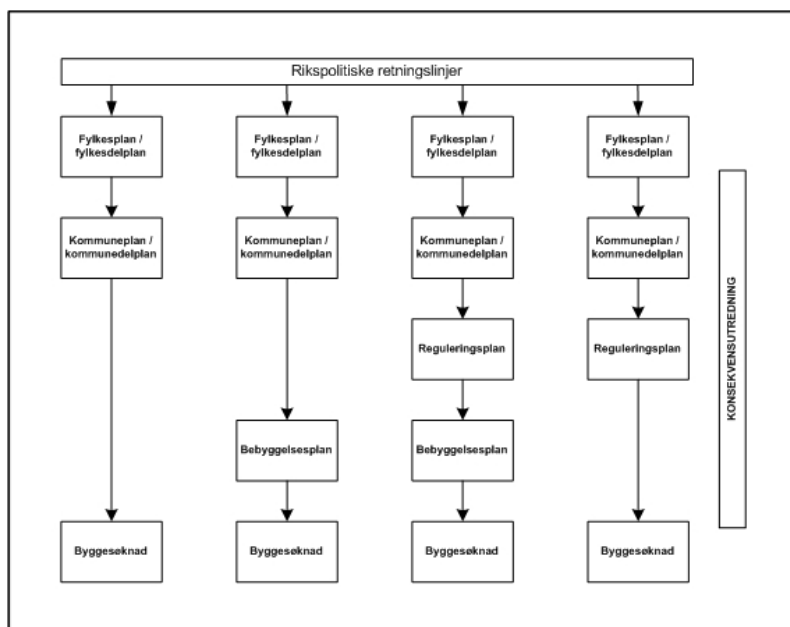 Rikspolitiske retningslinjer
Fylkesplan /
fylkesdelplan
Fylkesplan /
fylkesdelplan
Fylkesplan /
fylkesdelplan
Fylkesplan /
fylkesdelplan
Kommuneplan /
kommunedelplan
Kommuneplan /
kommunedelplan
Kommuneplan /
kommunedelplan
Kommuneplan /
kommunedelplan
Reguleringsplan
Reguleringsplan
Bebyggelsesplan
Bebyggelsesplan
Byggesøknad
Byggesøknad
Byggesøknad
Byggesøknad
KONSEKVENSUTREDNING